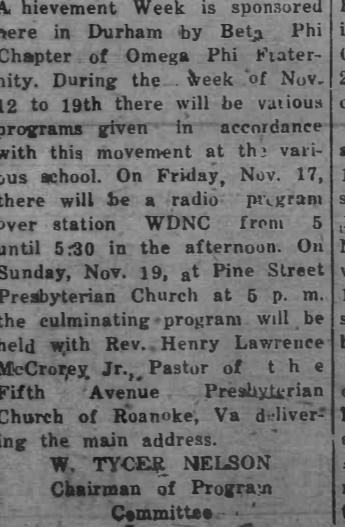 A hievement Week is sponsored
here in Durham by Beta Phi
Chapter of Omega Phi Frater-
nity. During the week of Nov.
12 to 19th there will be various
programs given in accordance
with this movement at the vari-
ous school. On Friday, Nov. 17,
there will be a radio program
over station WDNC from 5
until 5:30 in the afternoon. On
Sunday, Nov. 19, at Pine Street
Presbyterian Church at 5 p. m.
the culminating program will be
held with Rev. Henry Lawrence
McCrorey Jr., Pastor of the
Fifth Avenue Presbyterian
Church of Roanoke, Va deliver-
ing the main address.
W. TYCER NELSON
Chairman of Program
Committee